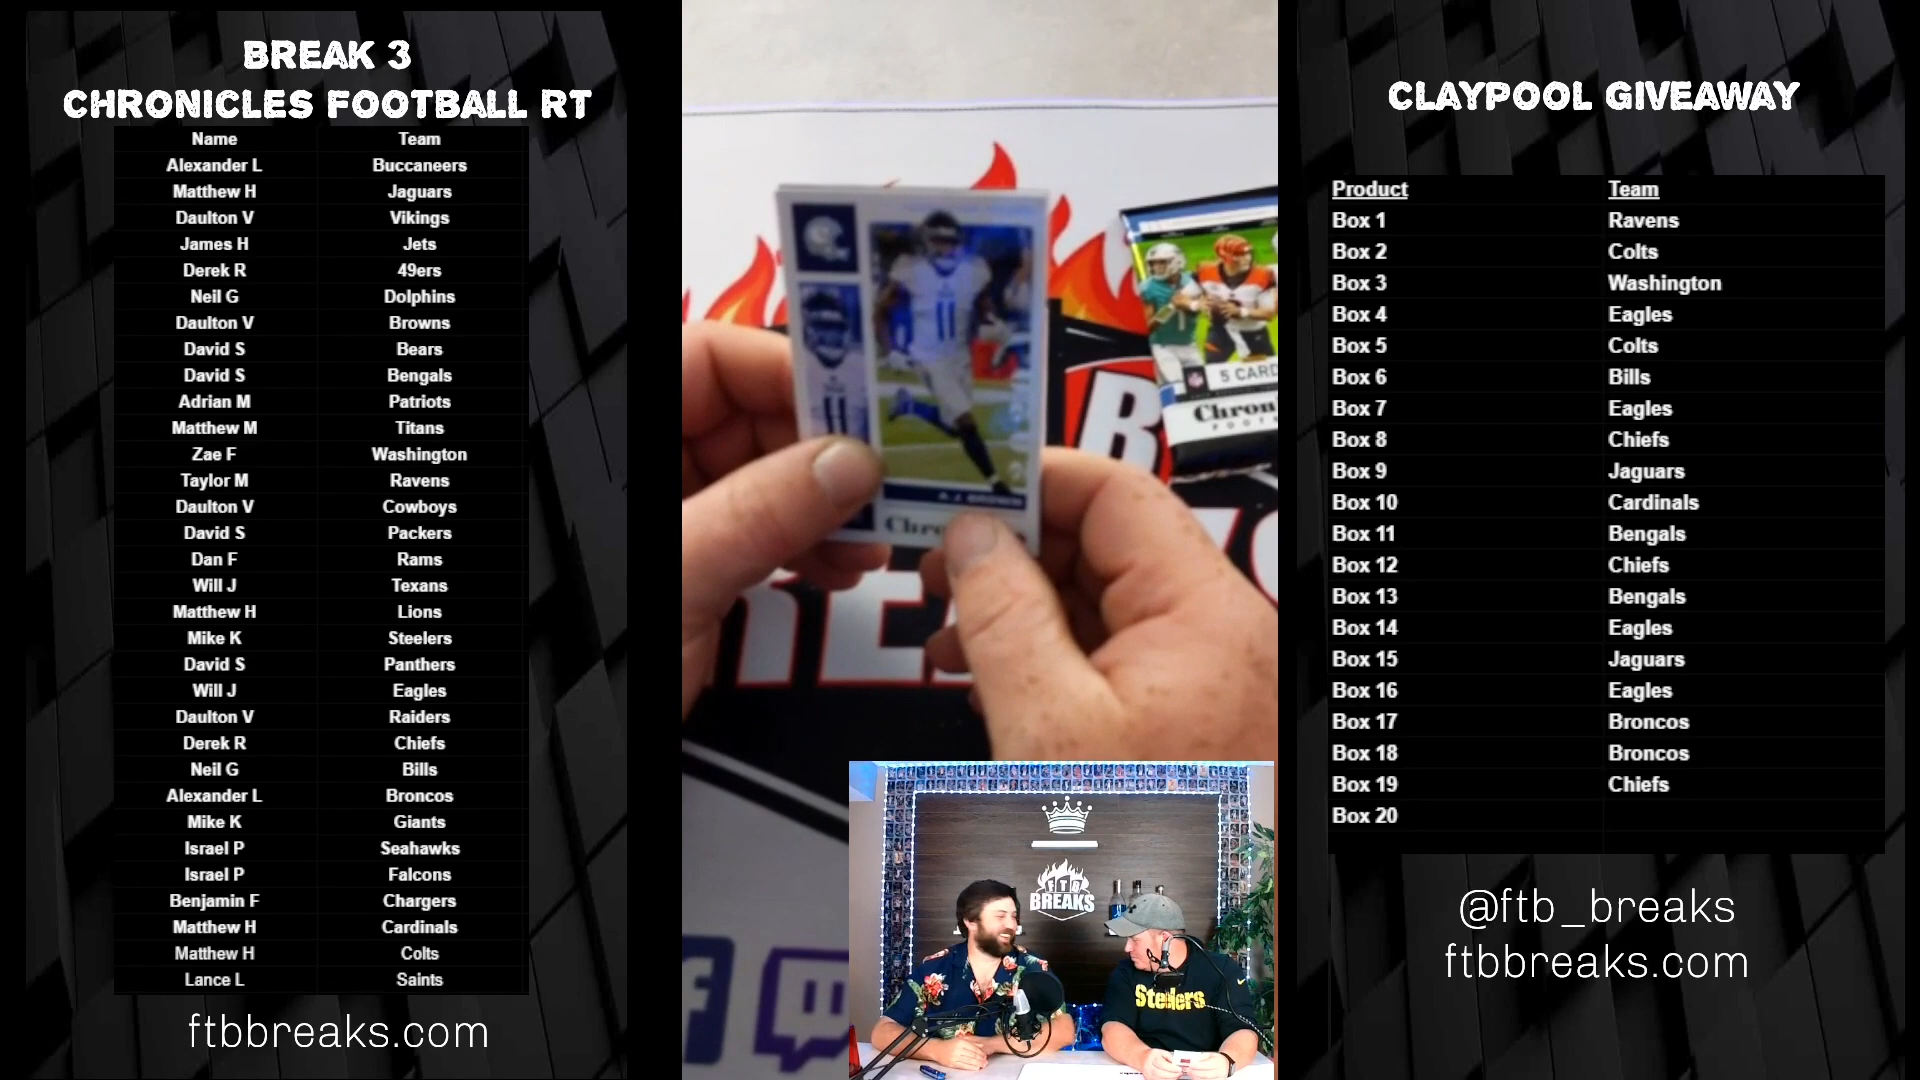 BREAK 3
CHRONICLES FOOTBALL RT
Name Team
Alexander L Buccaneers
Matthew H Jaguars
Daulton V Vikings
James H Jets
Derek R 49ers
Neil G Dolphins
Daulton V Browns
David S Bears
David S Bengals
Adrian M Patriots
Matthew M Titans
Zae F Washington
Taylor M Ravens
Daulton V Cowboys
David S Packers
Dan F Rams
Will J Texans
Matthew H Lions
Mike K Steelers
David S Panthers
Will J Eagles
Daulton V Raiders
Derek R Chiefs
Neil G Bills
Alexander L Broncos
Mike K Giants
Israel P Seahawks
Israel P Falcons
Benjamin F Chargers
Matthew H Cardinals
Matthew H Colts
Lance L Saints
ftbbreaks.com
11
A.J. BROWN
5 CARD
FTB
BREAKS
Steelers
CLAYPOOL GIVEAWAY
Product Team
Box 1 Ravens
Box 2 Colts
Box 3 Washington
Box 4 Eagles
Box 5 Colts
Box 6 Bills
Box 7 Eagles
Box 8 Chiefs
Box 9 Jaguars
Box 10 Cardinals
Box 11 Bengals
Box 12 Chiefs
Box 13 Bengals
Box 14 Eagles
Box 15 Jaguars
Box 16 Eagles
Box 17 Broncos
Box 18 Broncos
Box 19 Chiefs
Box 20
@ftb_breaks
ftbbreaks.com